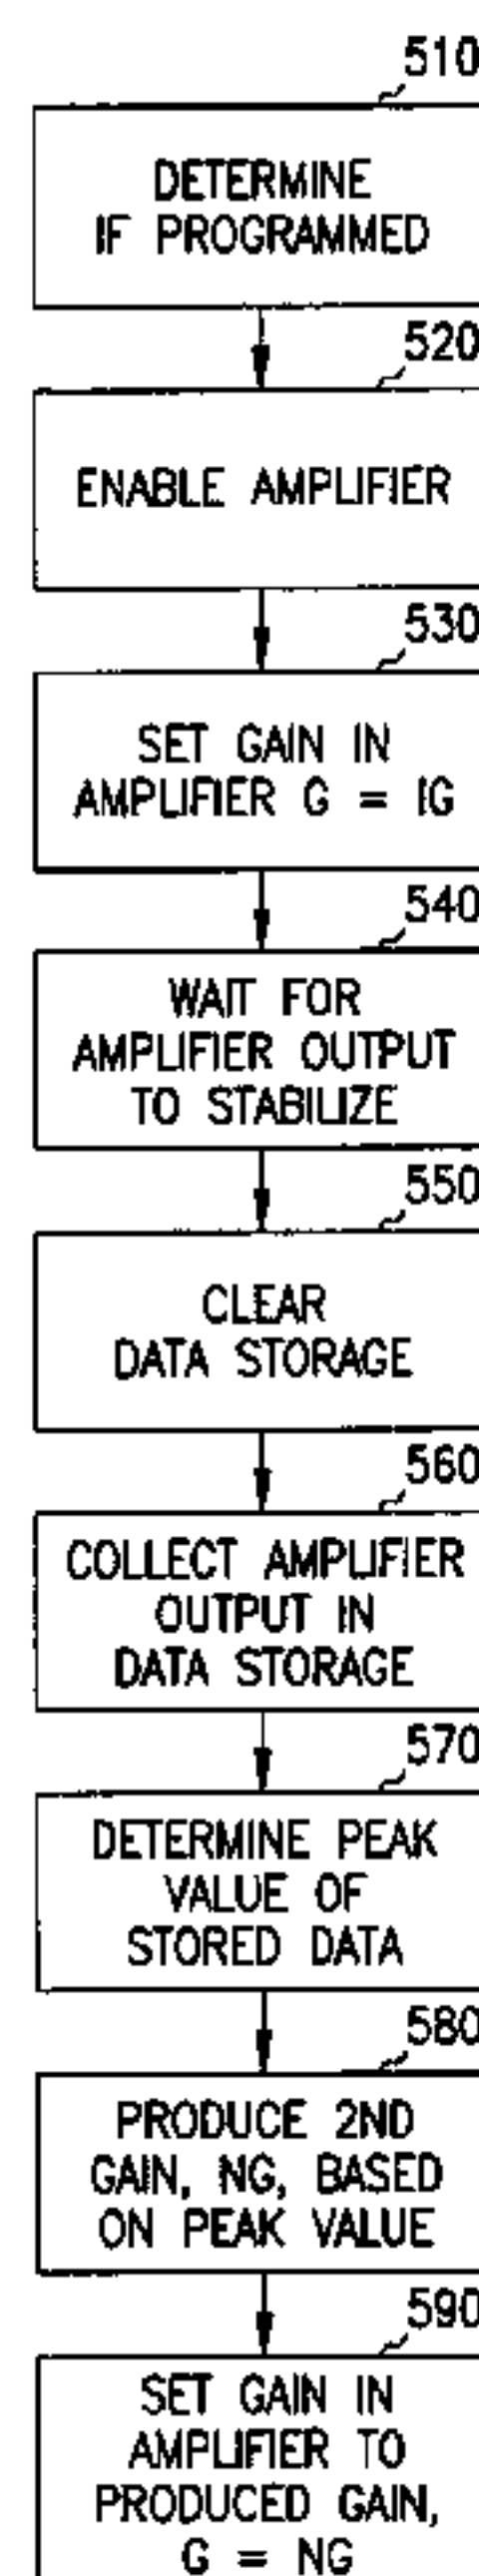 510
DETERMINE
IF PROGRAMMED
520
ENABLE AMPLIFIER
530
SET GAIN IN
AMPLIFIER G = IG
540
WAIT FOR
AMPLIFIER OUTPUT
TO STABILIZE
550
CLEAR
DATA STORAGE
560
COLLECT AMPLIFIER
OUTPUT IN
DATA STORAGE
570
DETERMINE PEAK
VALUE OF
STORED DATA
580
PRODUCE 2ND
GAIN, NG, BASED
ON PEAK VALUE
590
SET GAIN IN
AMPLIFIER TO
PRODUCED GAIN,
G = NG